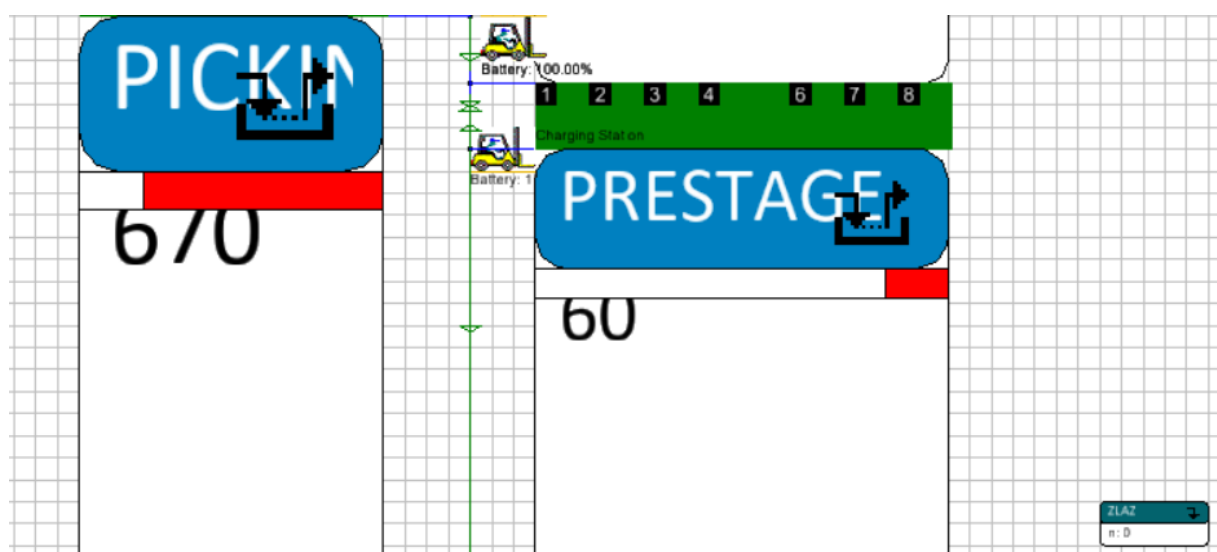 PICKIN
Battery: 100.00%
1 2 3 4 6 7 8
Charging Station
Battery: 1
PRESTAGE
670
60
ZLAZ
n: 0